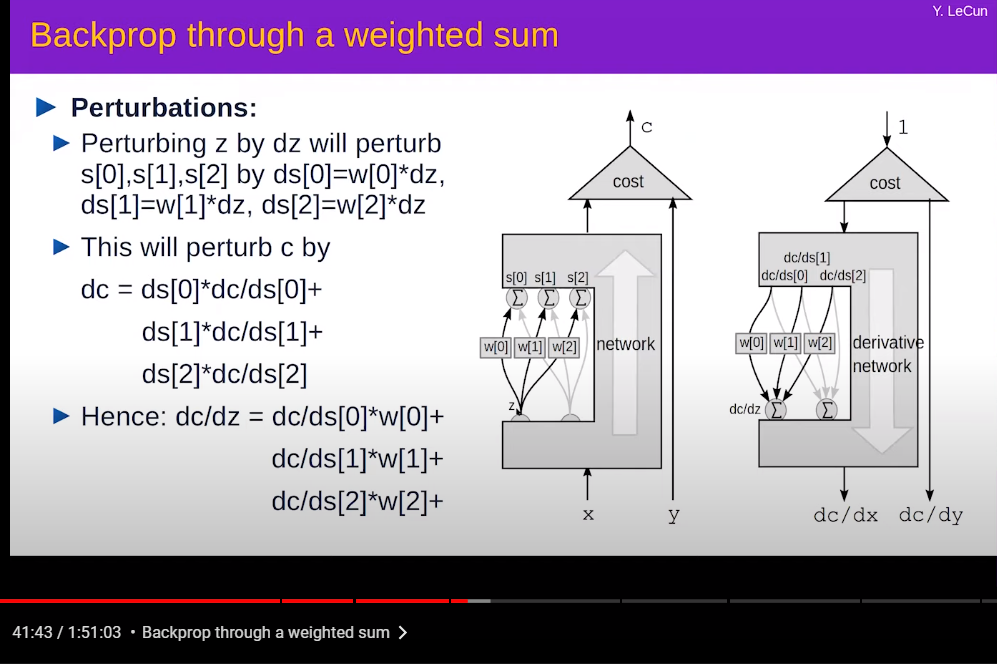 Y. LeCun
Backprop through a weighted sum
Perturbations:
Perturbing z by dz will perturb
s[0],s[1],s[2] by ds[0]=w[0]*dz,
ds[1]=w[1]*dz, ds[2]=w[2]*dz
This will perturb c by
dc = ds[0]*dc/ds[0]+
ds[1]*dc/ds[1]+
ds[2]*dc/ds[2]
Hence: dc/dz = dc/ds[0]*w[0]+
dc/ds[1]*w[1]+
dc/ds[2]*w[2]+
c
cost
s[0] s[1] s[2]
Σ Σ Σ
w[0] w[1] w[2]
network
z
x y
1
cost
dc/ds[1]
dc/ds[0] dc/ds[2]
w[0] w[1] w[2]
derivative
network
dc/dz Σ Σ
dc/dx dc/dy
41:43 / 1:51:03 • Backprop through a weighted sum